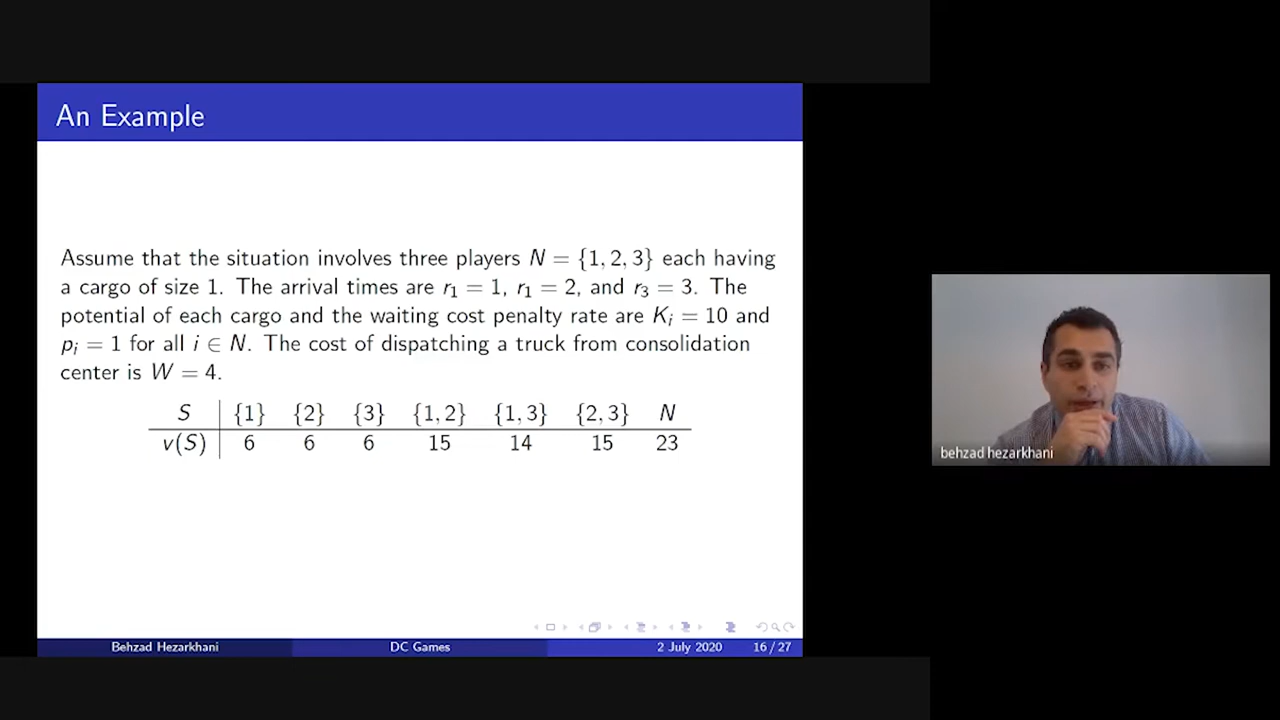 An Example
Assume that the situation involves three players N = {1, 2, 3} each having
a cargo of size 1. The arrival times are r₁ = 1, r₁ = 2, and r₃ = 3. The
potential of each cargo and the waiting cost penalty rate are Kᵢ = 10 and
pᵢ = 1 for all i ∈ N. The cost of dispatching a truck from consolidation
center is W = 4.
S {1} {2} {3} {1, 2} {1, 3} {2, 3} N
v(S) 6 6 6 15 14 15 23
behzad hezarkhani
Behzad Hezarkhani DC Games 2 July 2020 16 / 27